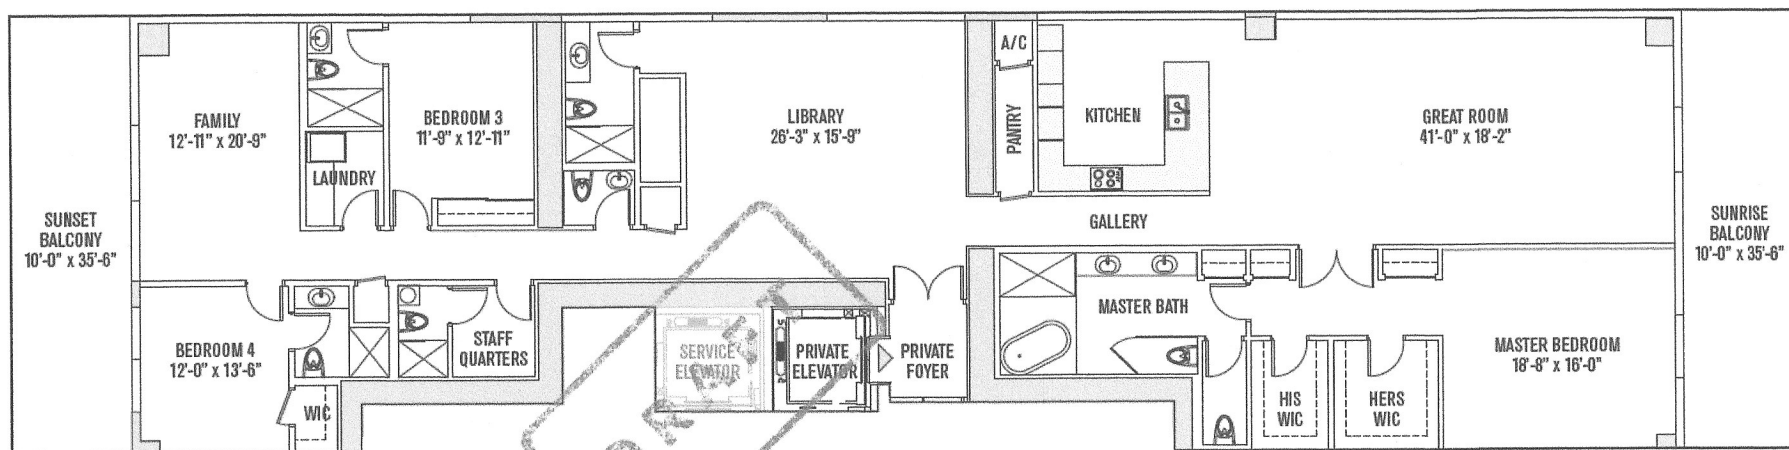 SUNSET
BALCONY
10'-0" x 35'-6"
FAMILY
12'-11" x 20'-9"
LAUNDRY
BEDROOM 3
11'-9" x 12'-11"
LIBRARY
26'-3" x 15'-9"
A/C
PANTRY
KITCHEN
GREAT ROOM
41'-0" x 18'-2"
GALLERY
SUNRISE
BALCONY
10'-0" x 35'-6"
BEDROOM 4
12'-0" x 13'-6"
WIC
STAFF
QUARTERS
SERVICE
ELEVATOR
PRIVATE
ELEVATOR
PRIVATE
FOYER
MASTER BATH
HIS
WIC
HERS
WIC
MASTER BEDROOM
18'-8" x 16'-0"